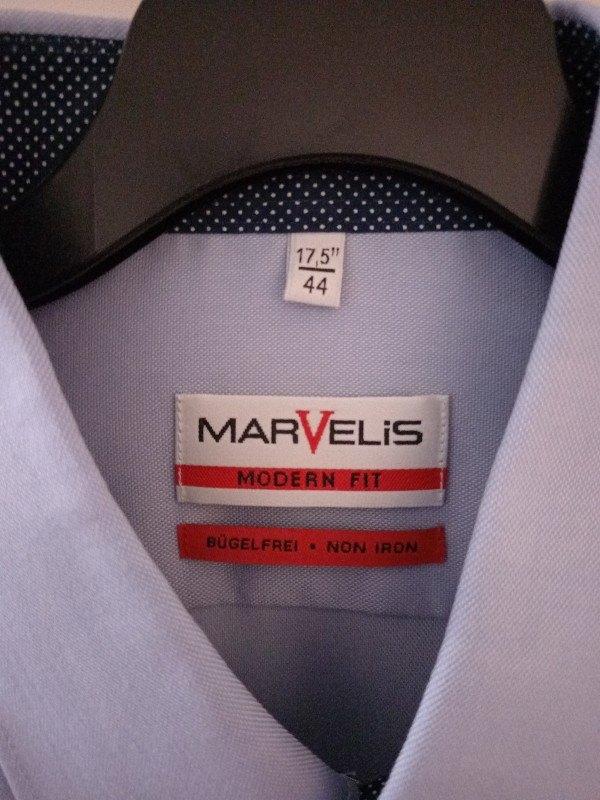 17,5"
44
MARVELiS
MODERN FIT
BÜGELFREI • NON IRON